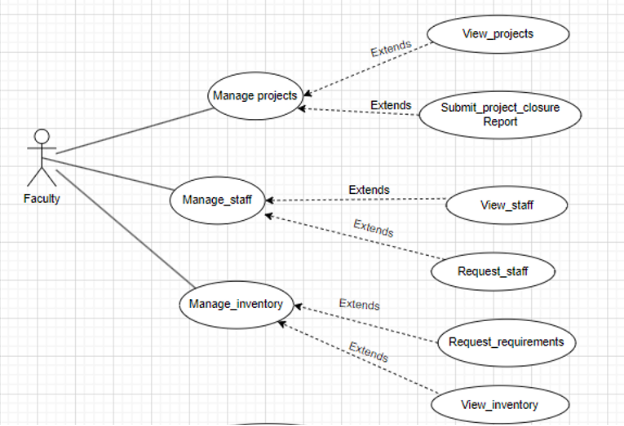 View_projects
Extends
Manage projects
Extends
Submit_project_closure
Report
Faculty
Manage_staff
Extends
View_staff
Extends
Request_staff
Manage_inventory
Extends
Request_requirements
Extends
View_inventory